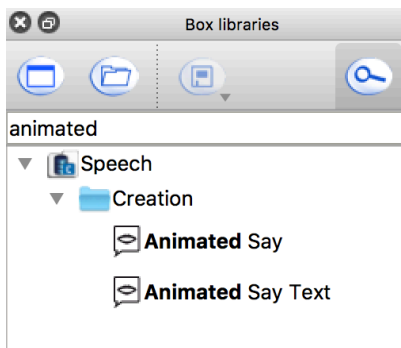 Box libraries
animated
Speech
Creation
Animated Say
Animated Say Text